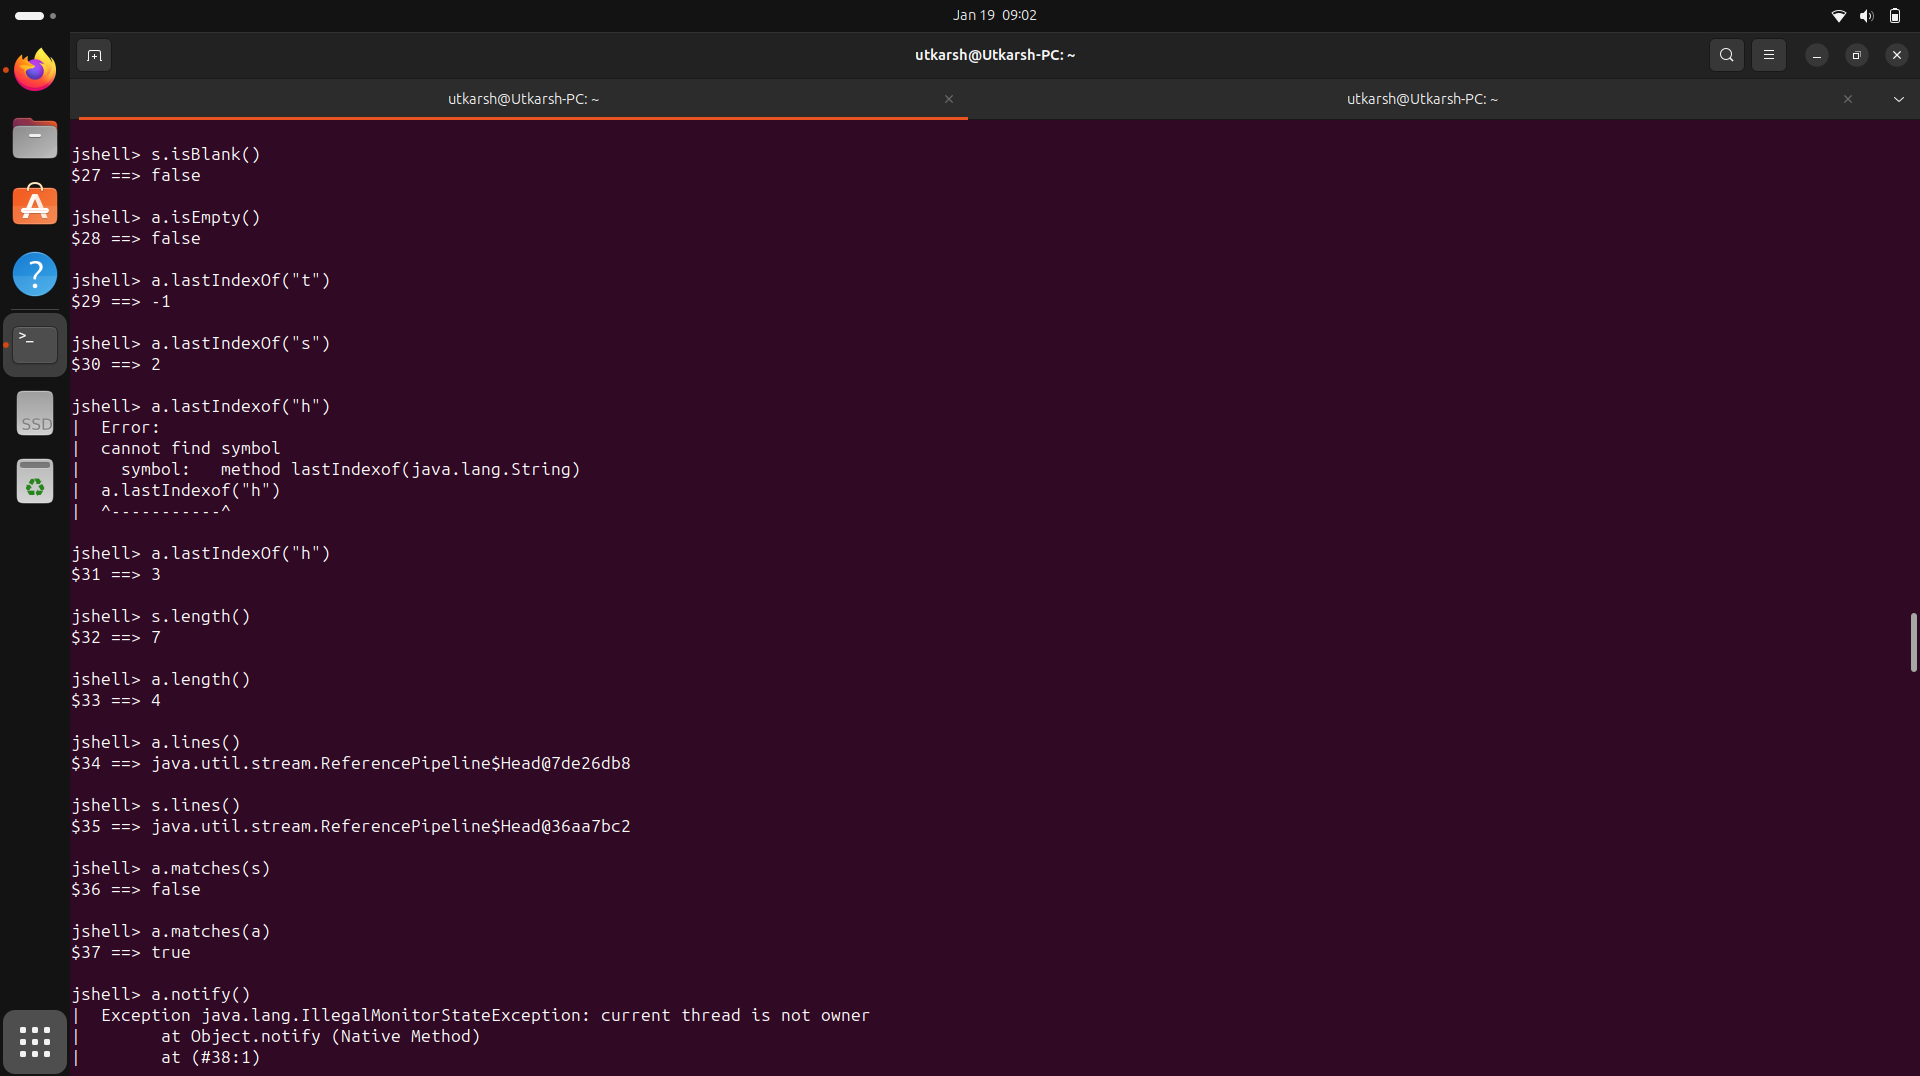 Jan 19 09:02
utkarsh@Utkarsh-PC: ~
utkarsh@Utkarsh-PC: ~
utkarsh@Utkarsh-PC: ~
jshell> s.isBlank()
$27 ==> false
jshell> a.isEmpty()
$28 ==> false
jshell> a.lastIndexOf("t")
$29 ==> -1
jshell> a.lastIndexOf("s")
$30 ==> 2
jshell> a.lastIndexof("h")
|  Error:
|  cannot find symbol
|    symbol:   method lastIndexof(java.lang.String)
|  a.lastIndexof("h")
|  ^-----------^
jshell> a.lastIndexOf("h")
$31 ==> 3
jshell> s.length()
$32 ==> 7
jshell> a.length()
$33 ==> 4
jshell> a.lines()
$34 ==> java.util.stream.ReferencePipeline$Head@7de26db8
jshell> s.lines()
$35 ==> java.util.stream.ReferencePipeline$Head@36aa7bc2
jshell> a.matches(s)
$36 ==> false
jshell> a.matches(a)
$37 ==> true
jshell> a.notify()
|  Exception java.lang.IllegalMonitorStateException: current thread is not owner
|        at Object.notify (Native Method)
|        at (#38:1)
SSD